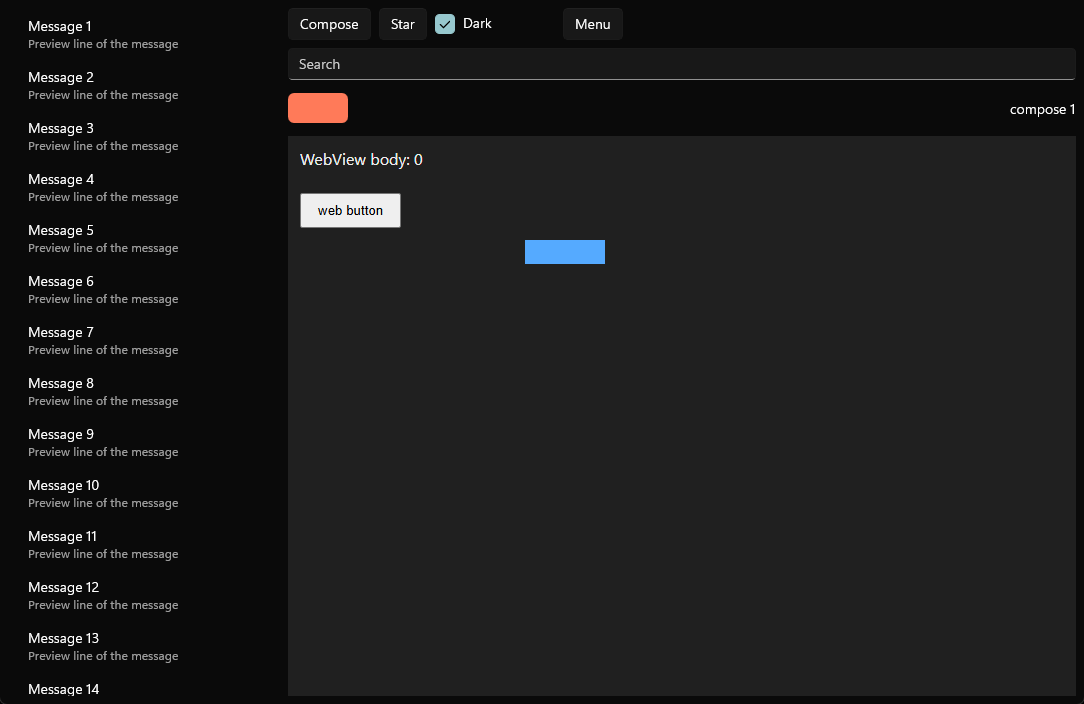 Message 1
Preview line of the message
Message 2
Preview line of the message
Message 3
Preview line of the message
Message 4
Preview line of the message
Message 5
Preview line of the message
Message 6
Preview line of the message
Message 7
Preview line of the message
Message 8
Preview line of the message
Message 9
Preview line of the message
Message 10
Preview line of the message
Message 11
Preview line of the message
Message 12
Preview line of the message
Message 13
Preview line of the message
Message 14
Compose Star Dark Menu
Search
compose 1
WebView body: 0
web button